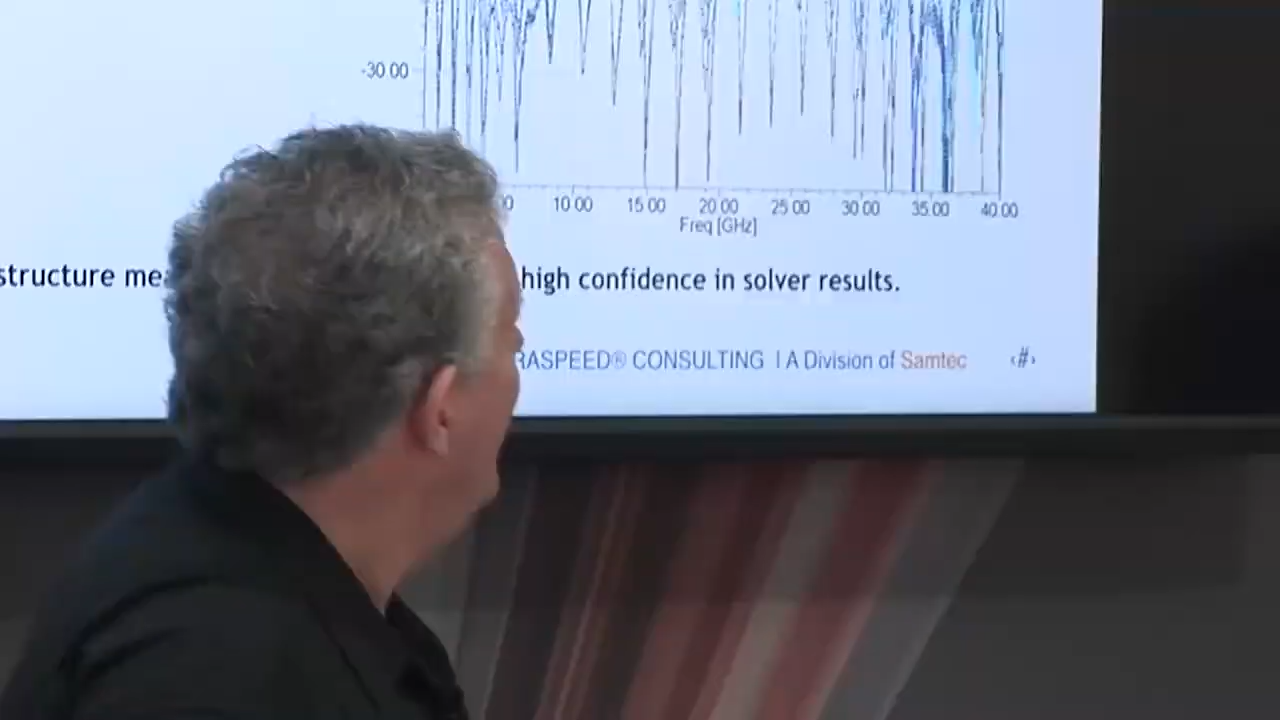 -30 00
0 10 00 15 00 20 00 25 00 30 00 35 00 40 00
Freq [GHz]
structure high confidence in solver results.
RASPEED® CONSULTING | A Division of Samtec ‹#›